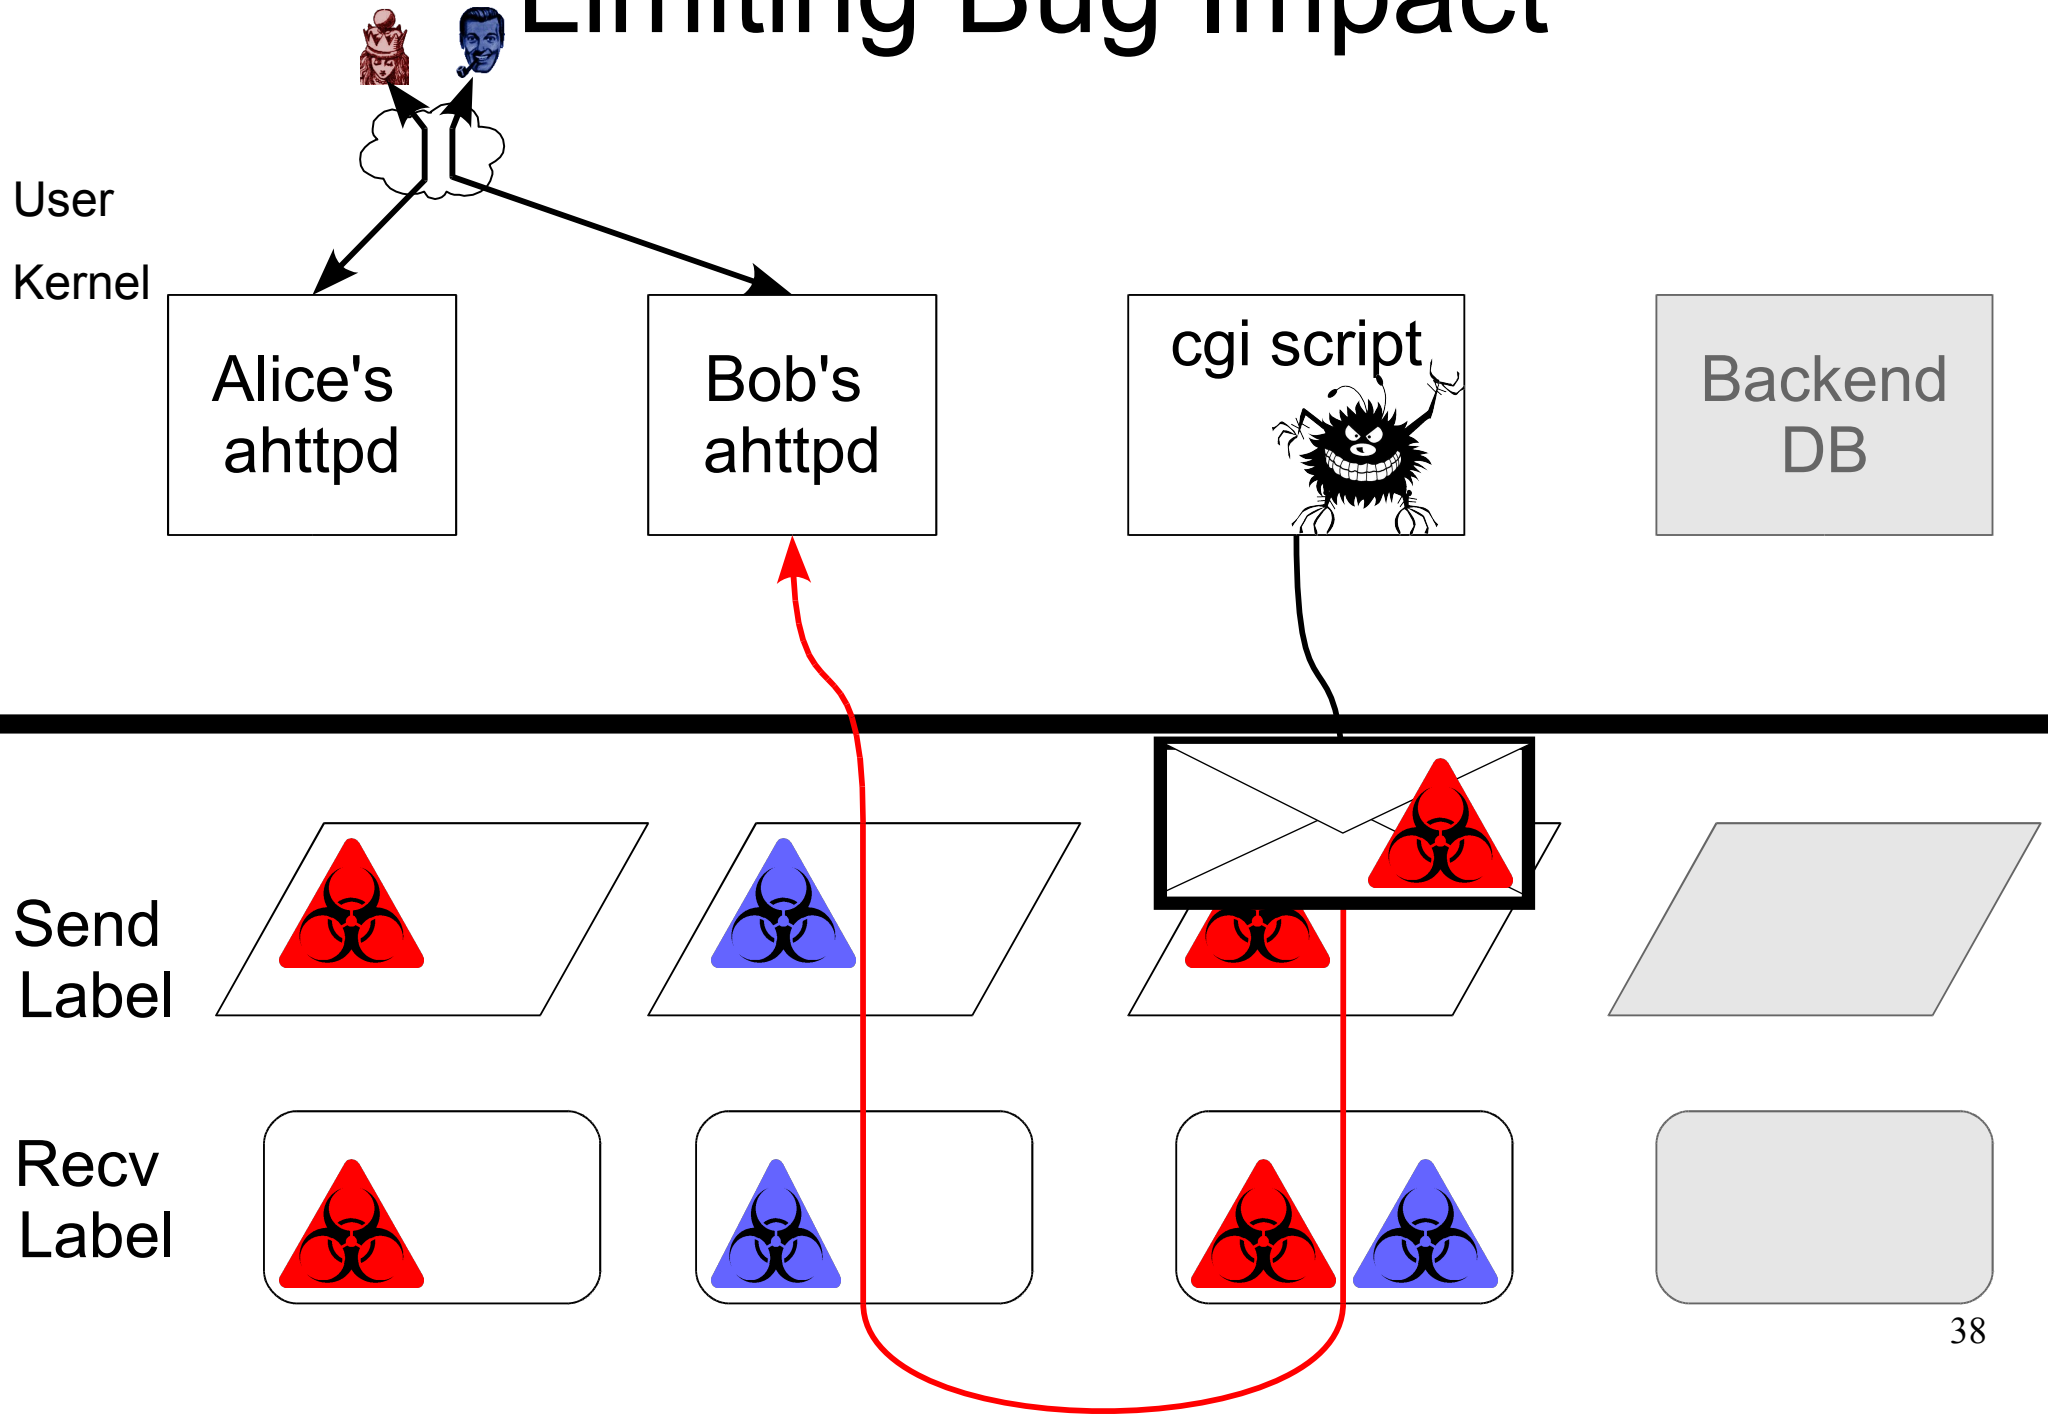 Limiting Bug Impact
User
Kernel
Alice's
ahttpd
Bob's
ahttpd
cgi script
Backend
DB
Send
Label
Recv
Label
38